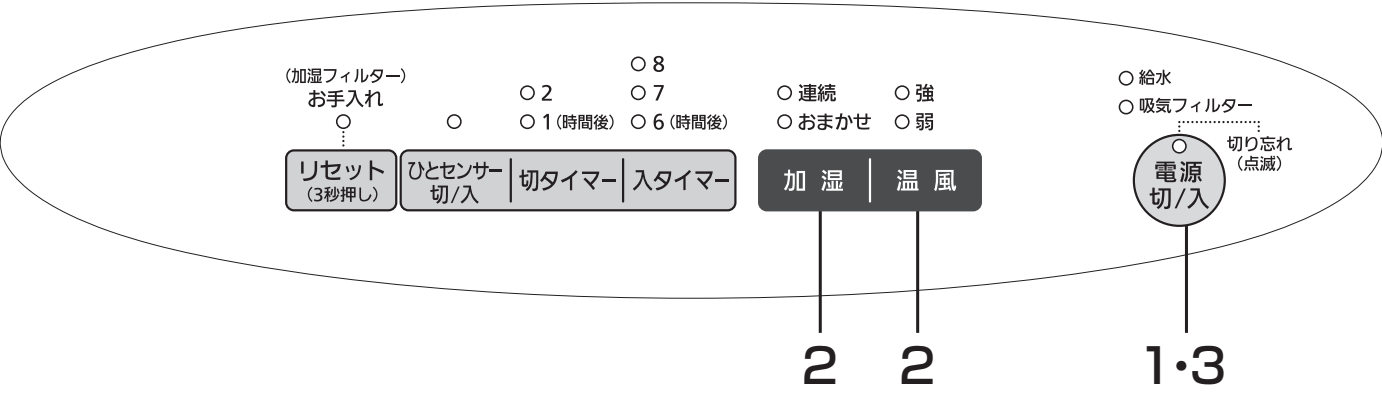 （加湿フィルター）
お手入れ
リセット
（3秒押し）
ひとセンサー
切/入
2
1（時間後）
切タイマー
8
7
6（時間後）
入タイマー
連続
おまかせ
加湿
強
弱
温風
給水
吸気フィルター
切り忘れ
（点滅）
電源
切/入
2
2
1・3